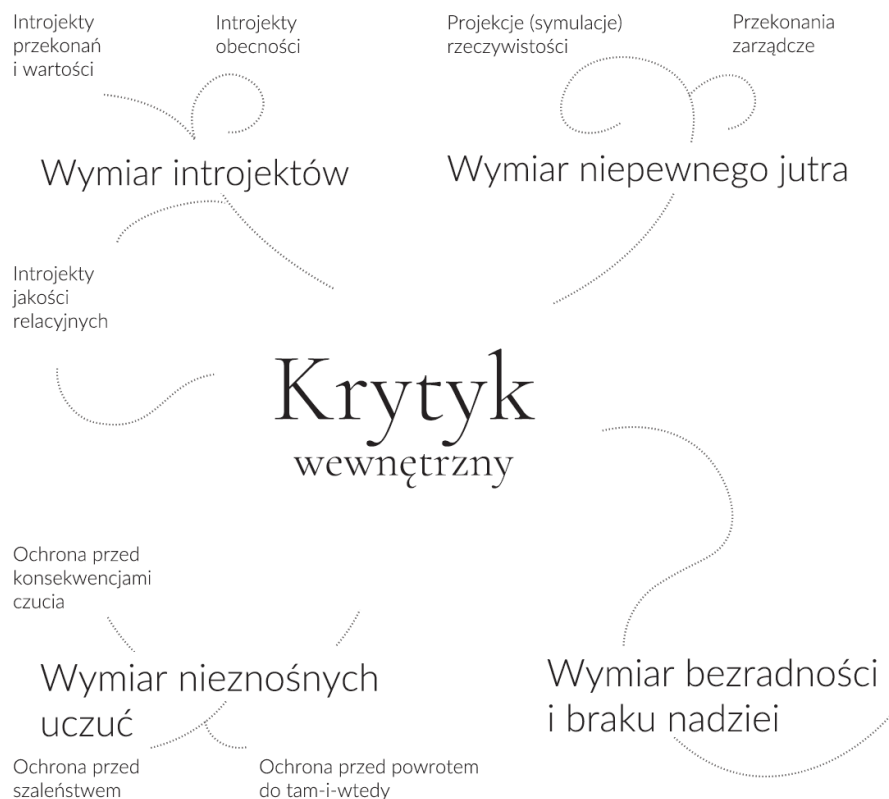 Introjekty
przekonań
i wartości
Introjekty
obecności
Projekcje (symulacje)
rzeczywistości
Przekonania
zarządcze
Wymiar introjektów
Wymiar niepewnego jutra
Introjekty
jakości
relacyjnych
Krytyk
wewnętrzny
Ochrona przed
konsekwencjami
czucia
Wymiar nieznośnych
uczuć
Wymiar bezradności
i braku nadziei
Ochrona przed
szaleństwem
Ochrona przed powrotem
do tam-i-wtedy